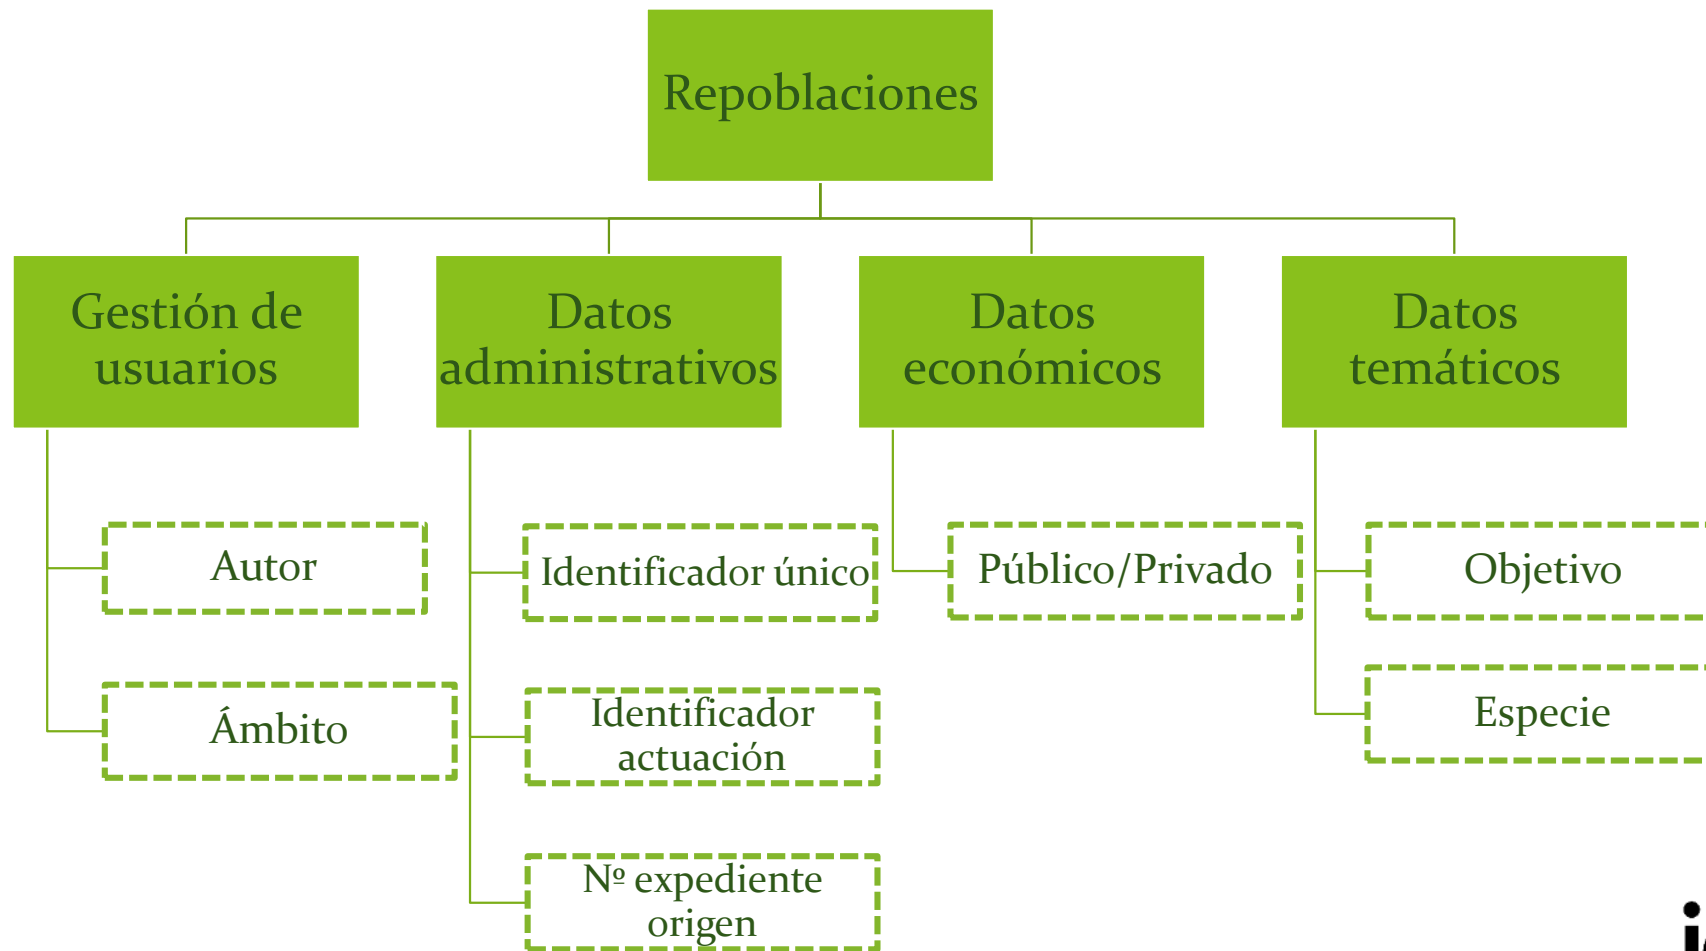 Repoblaciones
Gestión de
usuarios
Datos
administrativos
Datos
económicos
Datos
temáticos
Autor
Ámbito
Identificador único
Identificador
actuación
Nº expediente
origen
Público/Privado
Objetivo
Especie